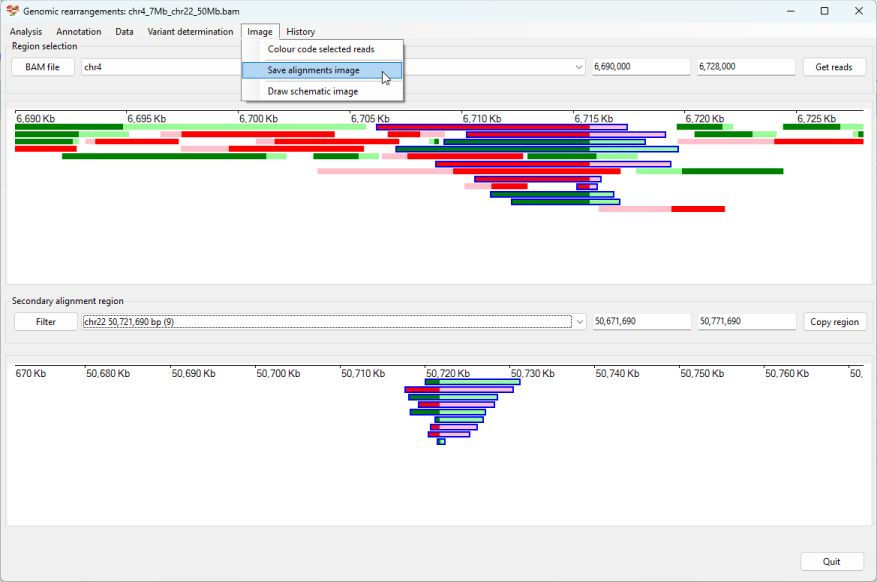 Genomic rearrangements: chr4_7Mb_chr22_50Mb.bam
Analysis Annotation Data Variant determination Image History
Colour code selected reads
Save alignments image
Draw schematic image
Region selection
BAM file chr4 6,690,000 6,728,000 Get reads
6,690 Kb 6,695 Kb 6,700 Kb 6,705 Kb 6,710 Kb 6,715 Kb 6,720 Kb 6,725 Kb
Secondary alignment region
Filter chr22 50,721,690 bp (9) 50,671,690 50,771,690 Copy region
670 Kb 50,680 Kb 50,690 Kb 50,700 Kb 50,710 Kb 50,720 Kb 50,730 Kb 50,740 Kb 50,750 Kb 50,760 Kb 50,
Quit